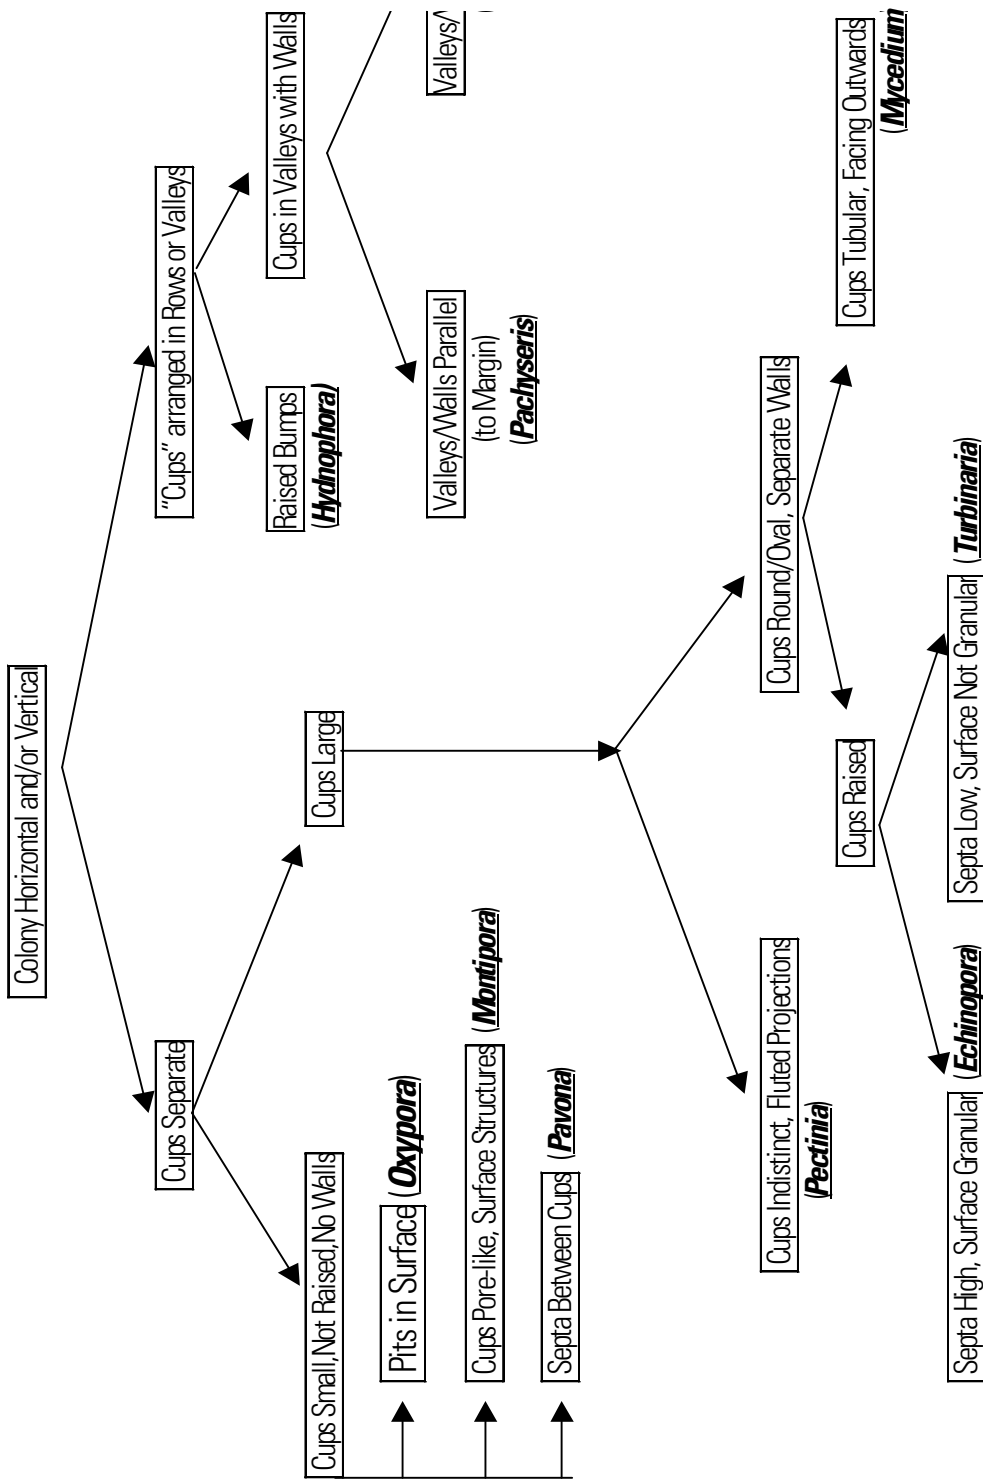 Colony Horizontal and/or Vertical
Cups Separate
"Cups" arranged in Rows or Valleys
Cups Small,Not Raised,No Walls
Cups Large
Raised Bumps
(Hydnophora)
Cups in Valleys with Walls
Pits in Surface (Oxypora)
Cups Pore-like, Surface Structures (Montipora)
Septa Between Cups (Pavona)
Valleys/Walls Parallel
(to Margin)
(Pachyseris)
Valleys/
Cups Indistinct, Fluted Projections
(Pectinia)
Cups Round/Oval, Separate Walls
Cups Raised
Cups Tubular, Facing Outwards
(Mycedium
Septa High, Surface Granular (Echinopora)
Septa Low, Surface Not Granular (Turbinaria)